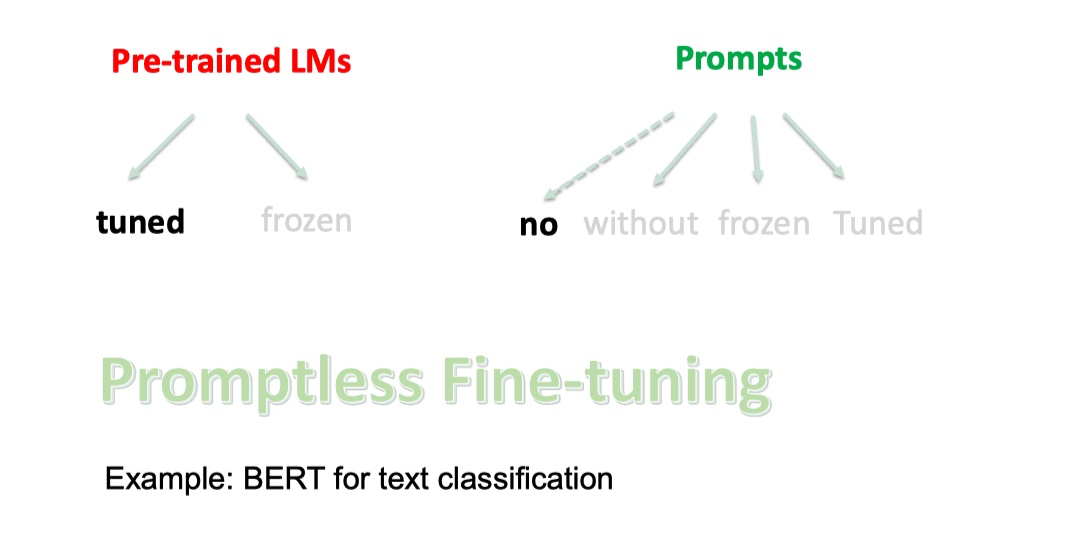 Pre-trained LMs
Prompts
tuned
frozen
no without frozen Tuned
Promptless Fine-tuning
Example: BERT for text classification